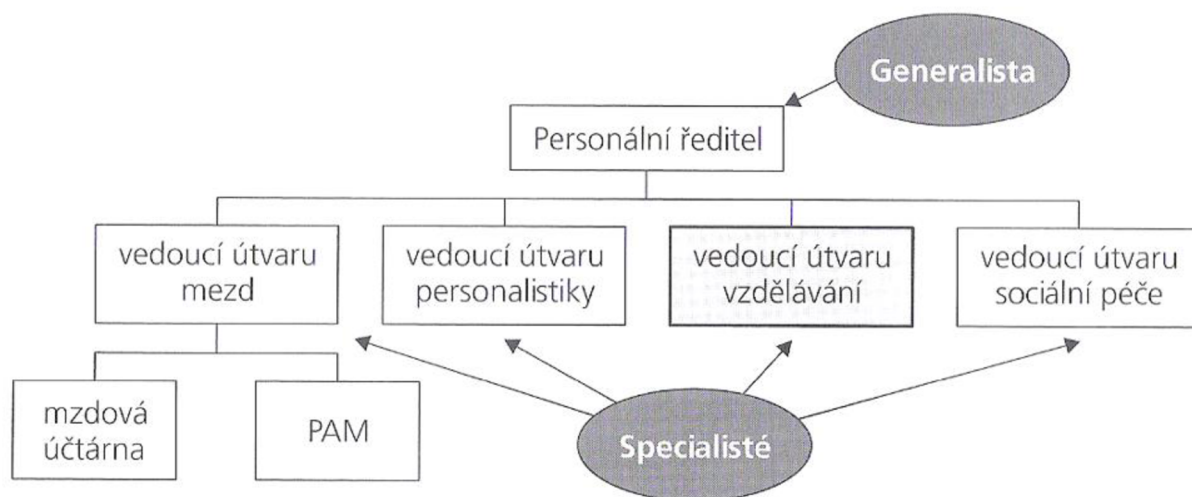 Generalista
Personální ředitel
vedoucí útvaru
mezd
vedoucí útvaru
personalistiky
vedoucí útvaru
vzdělávání
vedoucí útvaru
sociální péče
mzdová
účtárna
PAM
Specialisté